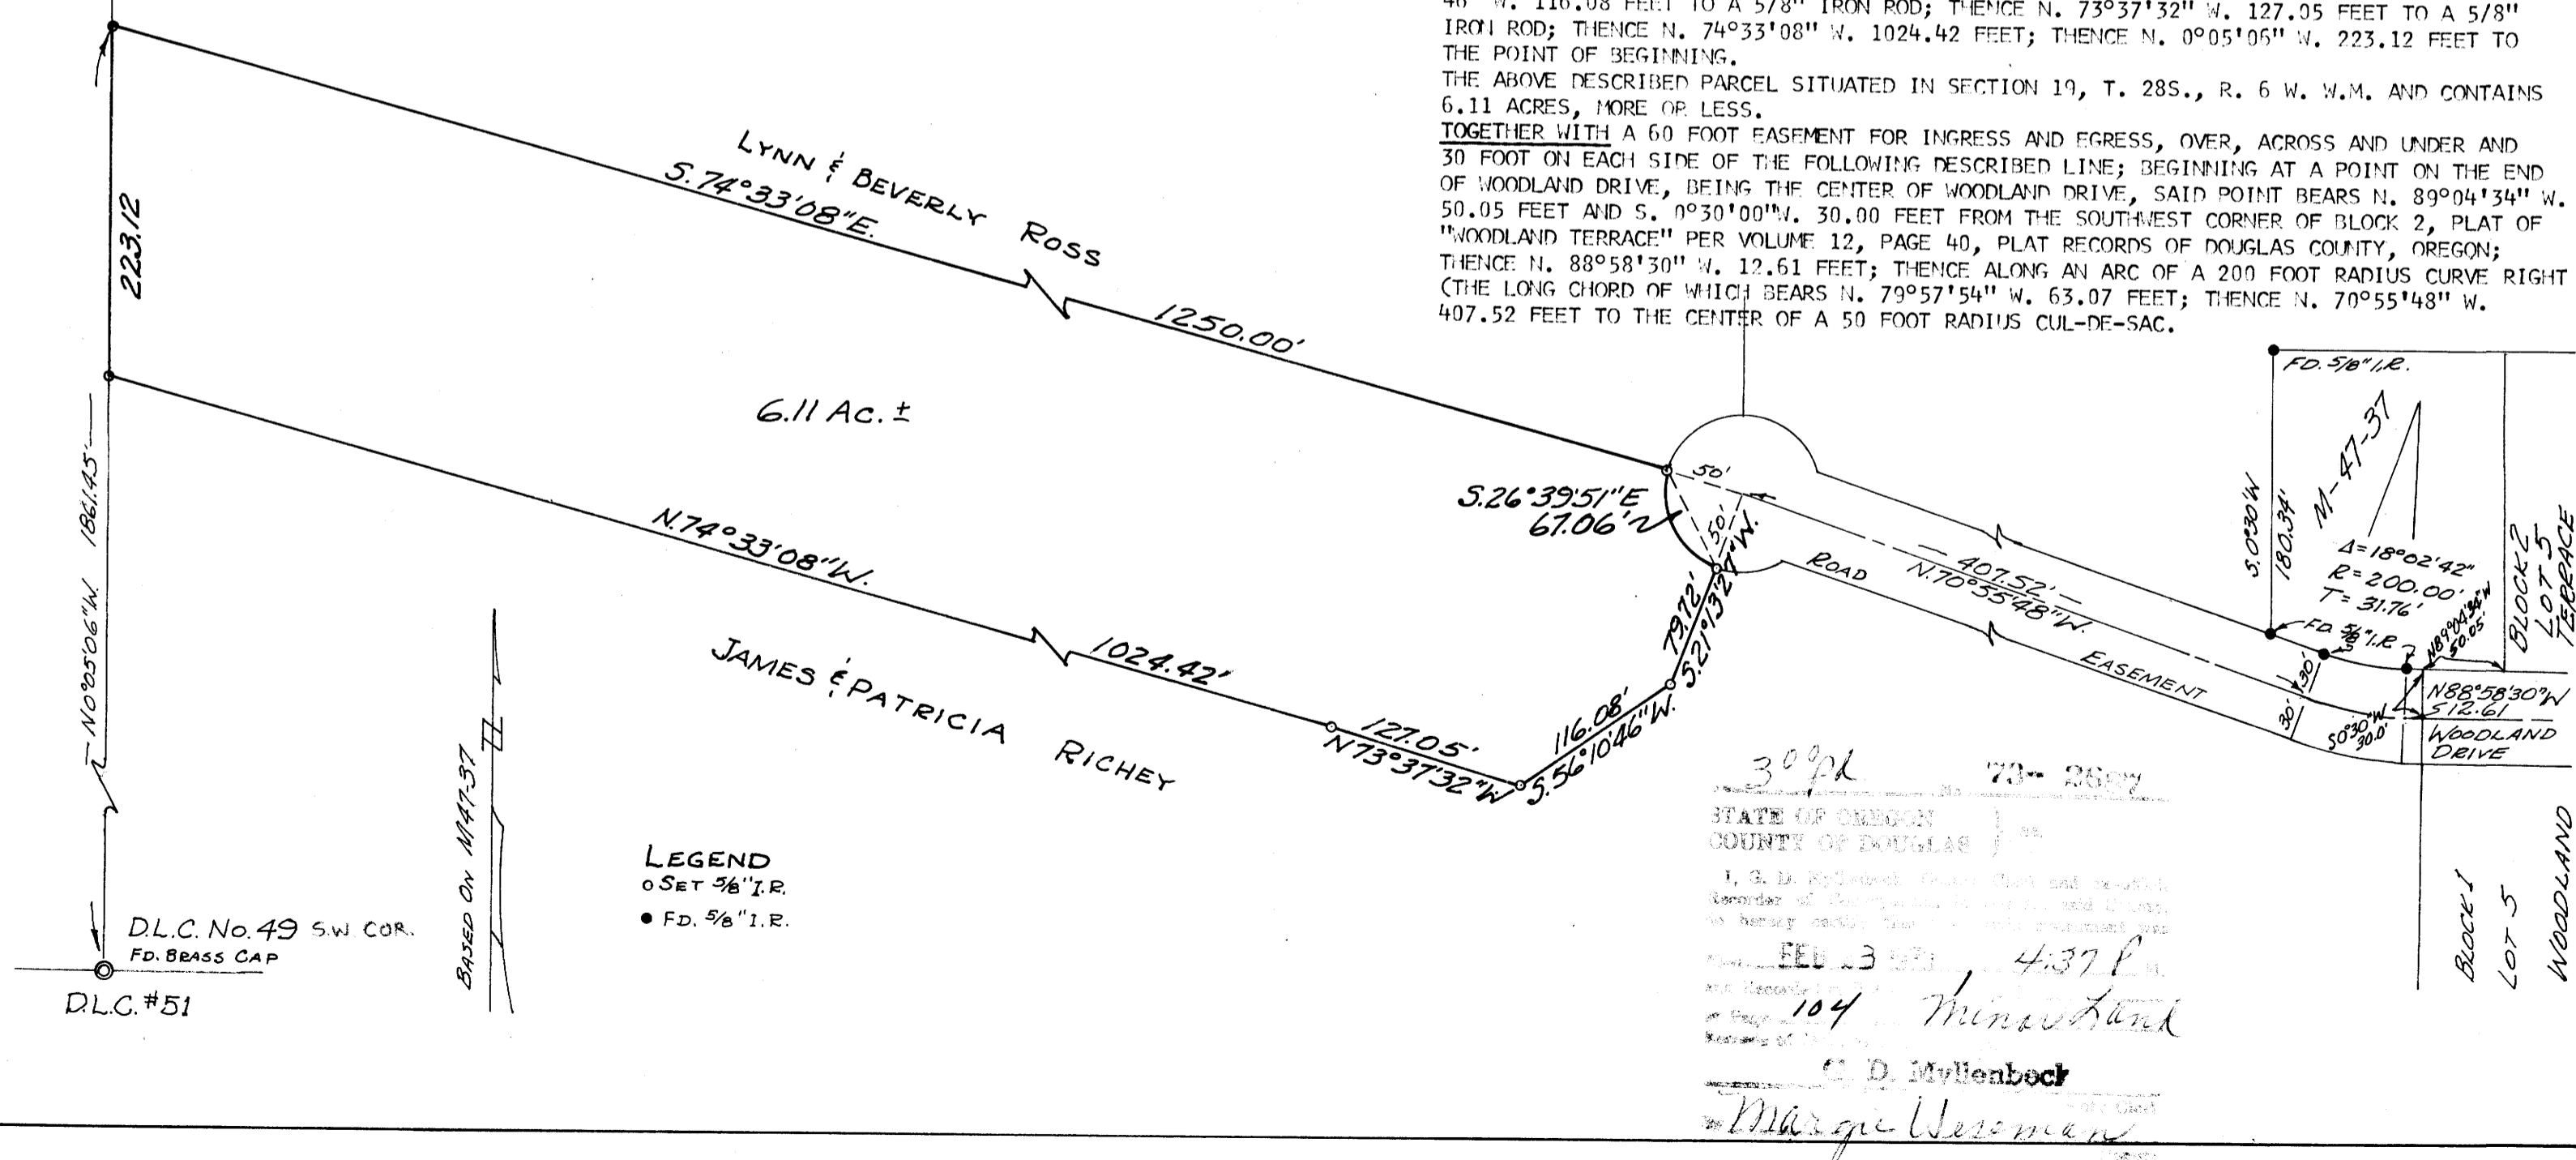 46" W. 116.08 FEET TO A 5/8" IRON ROD; THENCE N. 73°37'32" W. 127.05 FEET TO A 5/8"
IRON ROD; THENCE N. 74°33'08" W. 1024.42 FEET; THENCE N. 0°05'06" W. 223.12 FEET TO
THE POINT OF BEGINNING.
THE ABOVE DESCRIBED PARCEL SITUATED IN SECTION 19, T. 28S., R. 6 W. W.M. AND CONTAINS
6.11 ACRES, MORE OR LESS.
TOGETHER WITH A 60 FOOT EASEMENT FOR INGRESS AND EGRESS, OVER, ACROSS AND UNDER AND
30 FOOT ON EACH SIDE OF THE FOLLOWING DESCRIBED LINE; BEGINNING AT A POINT ON THE END
OF WOODLAND DRIVE, BEING THE CENTER OF WOODLAND DRIVE, SAID POINT BEARS N. 89°04'34" W.
50.05 FEET AND S. 0°30'00"W. 30.00 FEET FROM THE SOUTHWEST CORNER OF BLOCK 2, PLAT OF
"WOODLAND TERRACE" PER VOLUME 12, PAGE 40, PLAT RECORDS OF DOUGLAS COUNTY, OREGON;
THENCE N. 88°58'30" W. 12.61 FEET; THENCE ALONG AN ARC OF A 200 FOOT RADIUS CURVE RIGHT
(THE LONG CHORD OF WHICH BEARS N. 79°57'54" W. 63.07 FEET; THENCE N. 70°55'48" W.
407.52 FEET TO THE CENTER OF A 50 FOOT RADIUS CUL-DE-SAC.
LYNN & BEVERLY ROSS
S.74°33'08"E.
1250.00'
223.12
6.11 AC. ±
N0°05'06"W. 1861.45'
N.74°33'08"W.
1024.42'
JAMES & PATRICIA RICHEY
127.05'
N73°37'32"W
116.08'
S.56°10'46"W.
79.72'
S.21°13'27"W.
S.26°39'51"E
67.06'
50'
50'
ROAD
EASEMENT
407.52'
N.70°55'48"W.
FD. 5/8" I.R.
S.0°30'W
180.34'
M-47-37
Δ=18°02'42"
R=200.00'
T=31.76'
FD. 5/8" I.R.
N89°04'34"W
50.05'
BLOCK 2
LOT 5
TERRACE
30'
30'
S0°30'W
30.0'
N88°58'30"W
12.61
WOODLAND
DRIVE
BLOCK 1
LOT 5
WOODLAND
BASED ON M47-37
N
LEGEND
o SET 5/8" I.R.
● FD. 5/8" I.R.
D.L.C. No. 49 S.W. COR.
FD. BRASS CAP
D.L.C. #51
STATE OF OREGON
COUNTY OF DOUGLAS
FEB 3
4:37 P M.
104 Minor Land
G. D. Myllenbeck